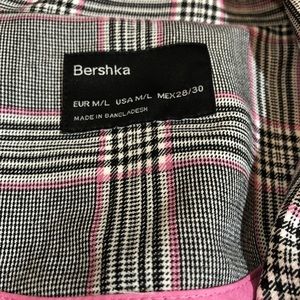 Bershka
EUR M/L USA M/L MEX28/30
MADE IN BANGLADESH